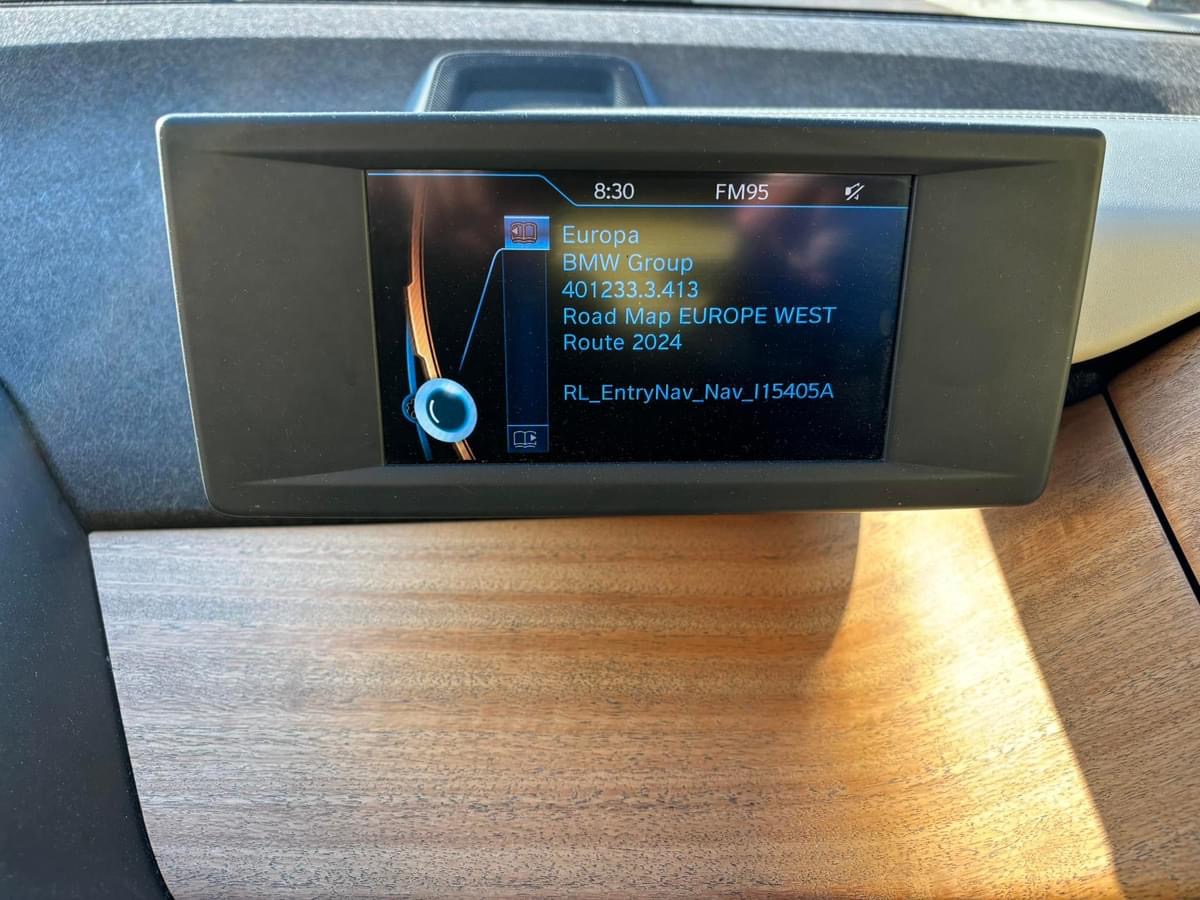 8:30 FM95
Europa
BMW Group
401233.3.413
Road Map EUROPE WEST
Route 2024
RL_EntryNav_Nav_I15405A